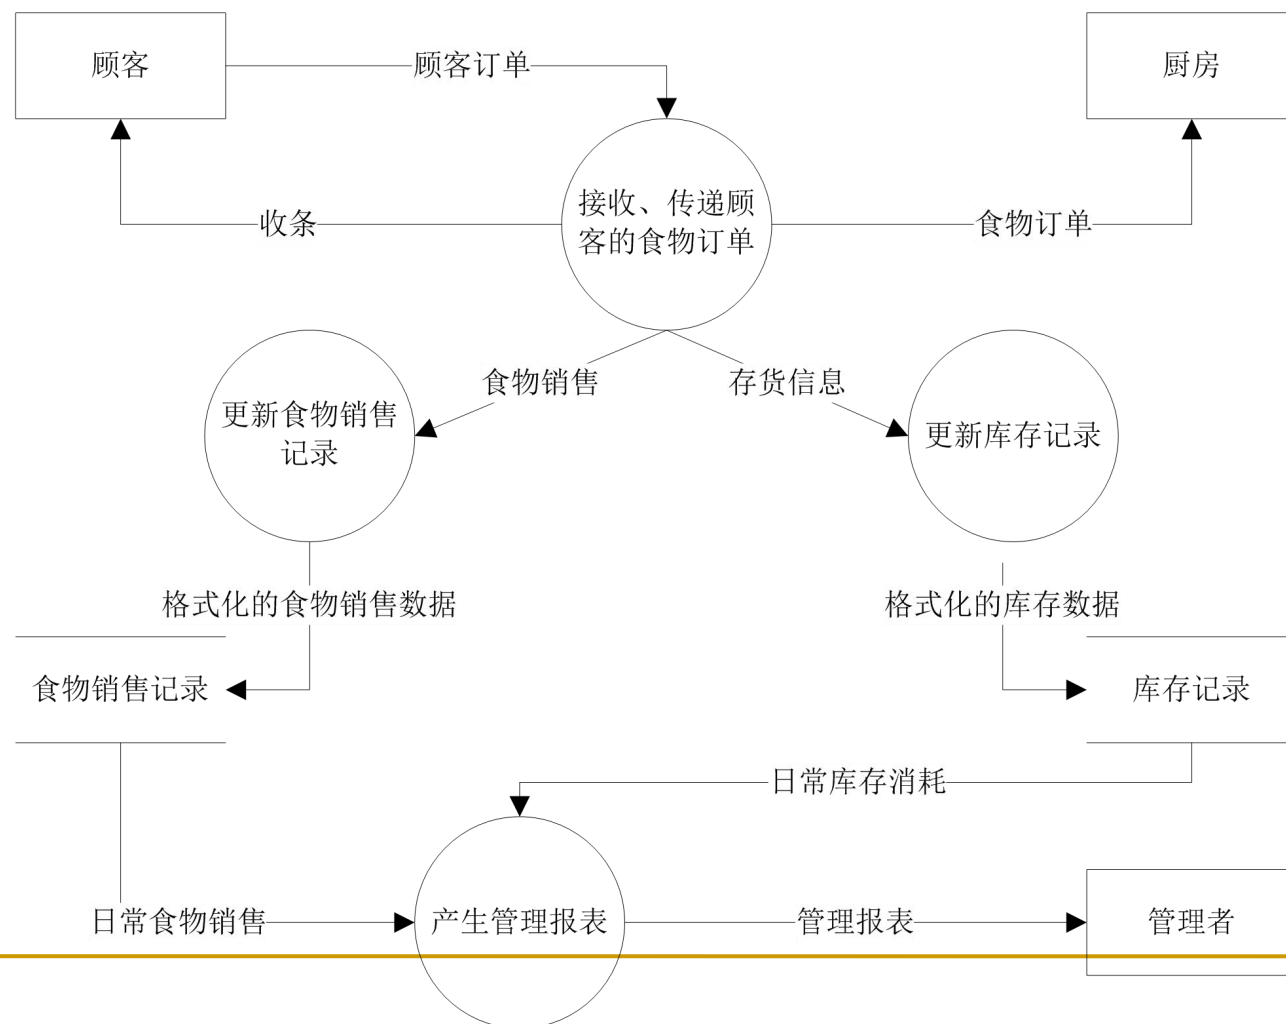 顾客
顾客订单
厨房
接收、传递顾
客的食物订单
收条
食物订单
食物销售
存货信息
更新食物销售
记录
更新库存记录
格式化的食物销售数据
格式化的库存数据
食物销售记录
库存记录
日常库存消耗
日常食物销售
产生管理报表
管理报表
管理者